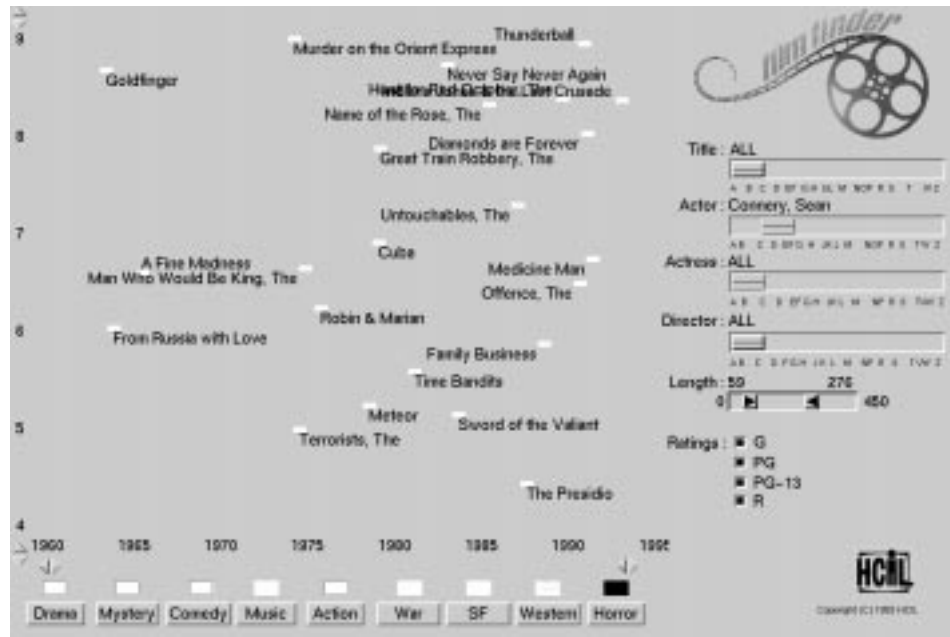 film finder
9
Thunderball
Murder on the Orient Express
Goldfinger
Never Say Never Again
Name of the Rose, The
8
Diamonds are Forever
Great Train Robbery, The
Untouchables, The
7
Cuba
A Fine Madness
Medicine Man
Man Who Would Be King, The
Offence, The
Robin & Marian
6
From Russia with Love
Family Business
Time Bandits
Meteor
5
Sword of the Valiant
Terrorists, The
The Presidio
4
1960 1965 1970 1975 1980 1985 1990 1995
Drama Mystery Comedy Music Action War SF Western Horror
Title : ALL
Actor : Connery, Sean
Actress : ALL
Director : ALL
Length : 59 276
0 450
Ratings : G
PG
PG-13
R
HCIL